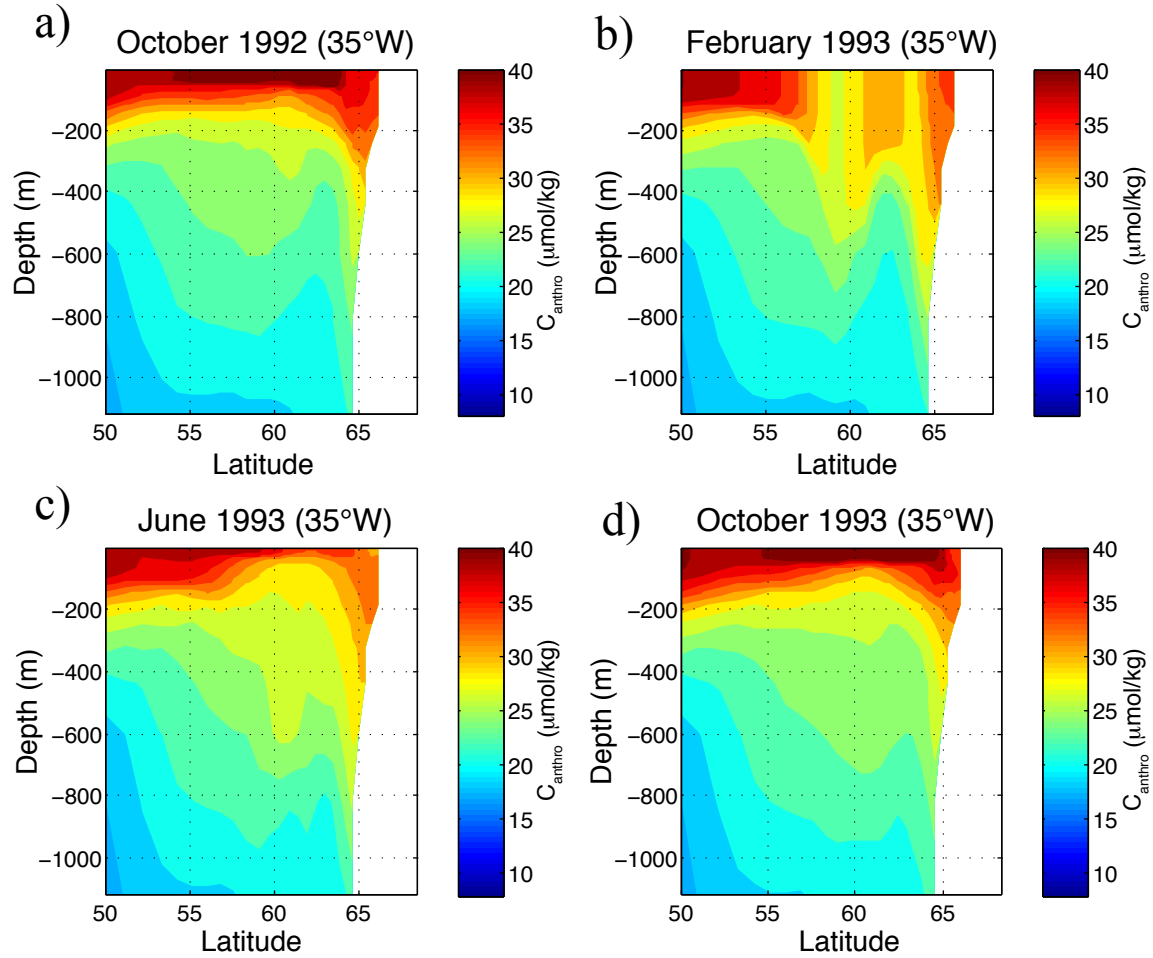 a)
October 1992 (35°W)
Depth (m)
−200
−400
−600
−800
−1000
50 55 60 65
Latitude
40
35
30
25
20
15
10
C_anthro (μmol/kg)
b)
February 1993 (35°W)
Depth (m)
−200
−400
−600
−800
−1000
50 55 60 65
Latitude
40
35
30
25
20
15
10
C_anthro (μmol/kg)
c)
June 1993 (35°W)
Depth (m)
−200
−400
−600
−800
−1000
50 55 60 65
Latitude
40
35
30
25
20
15
10
C_anthro (μmol/kg)
d)
October 1993 (35°W)
Depth (m)
−200
−400
−600
−800
−1000
50 55 60 65
Latitude
40
35
30
25
20
15
10
C_anthro (μmol/kg)